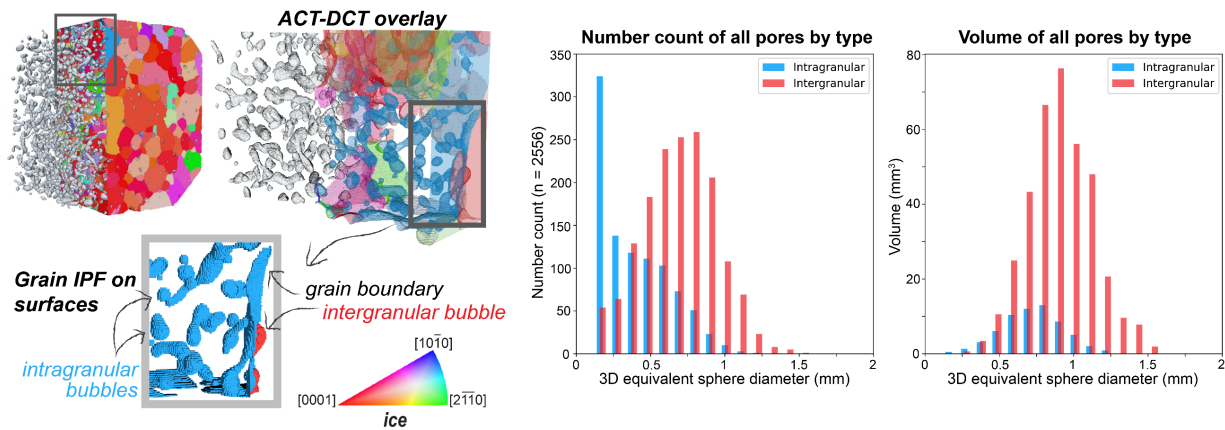 ACT-DCT overlay
Grain IPF on
surfaces
grain boundary
intergranular bubble
intragranular
bubbles
[101̅0]
[0001]
[21̅1̅0]
ice
Number count of all pores by type
350
300
250
200
150
100
50
0
Number count (n = 2556)
Intragranular
Intergranular
0.5
1
1.5
2
3D equivalent sphere diameter (mm)
Volume of all pores by type
80
60
40
20
0
Volume (mm³)
Intragranular
Intergranular
0.5
1
1.5
2
3D equivalent sphere diameter (mm)